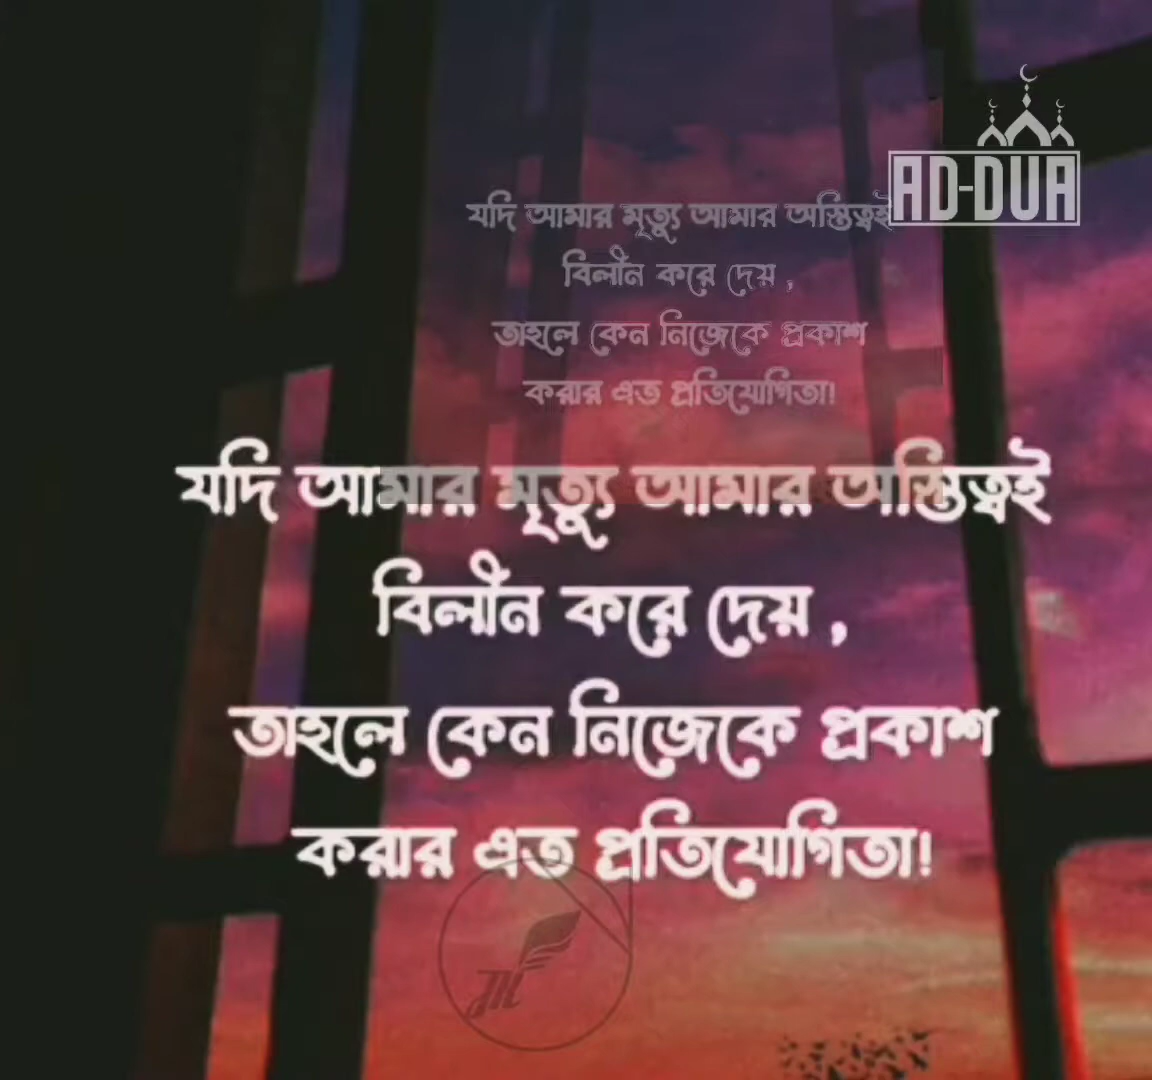 AD-DUA
যদি আমার মৃত্যু আমার অস্তিত্বই
বিলীন করে দেয় ,
তাহলে কেন নিজেকে প্রকাশ
করার এত প্রতিযোগিতা!
যদি আমার মৃত্যু আমার অস্তিত্বই
বিলীন করে দেয় ,
তাহলে কেন নিজেকে প্রকাশ
করার এত প্রতিযোগিতা!